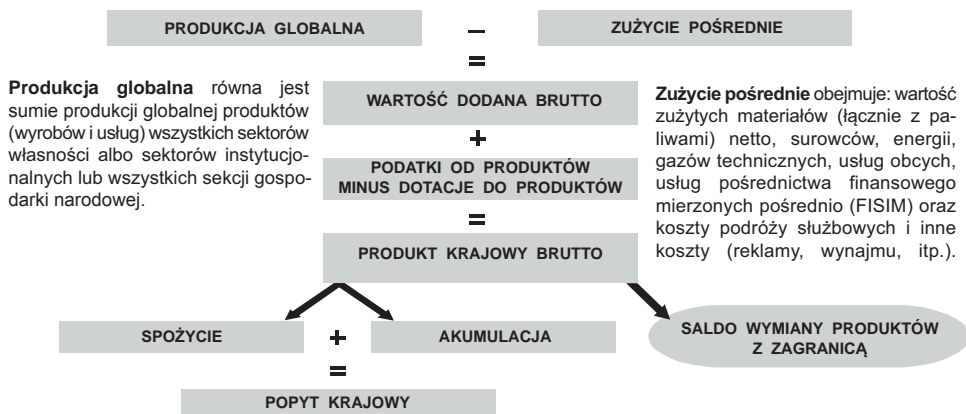 PRODUKCJA GLOBALNA – ZUŻYCIE POŚREDNIE
=
Produkcja globalna równa jest
sumie produkcji globalnej produktów
(wyrobów i usług) wszystkich sektorów
własności albo sektorów instytucjo-
nalnych lub wszystkich sekcji gospo-
darki narodowej.
WARTOŚĆ DODANA BRUTTO
+
PODATKI OD PRODUKTÓW
MINUS DOTACJE DO PRODUKTÓW
=
PRODUKT KRAJOWY BRUTTO
Zużycie pośrednie obejmuje: wartość
zużytych materiałów (łącznie z pa-
liwami) netto, surowców, energii,
gazów technicznych, usług obcych,
usług pośrednictwa finansowego
mierzonych pośrednio (FISIM) oraz
koszty podróży służbowych i inne
koszty (reklamy, wynajmu, itp.).
SPOŻYCIE + AKUMULACJA
SALDO WYMIANY PRODUKTÓW
Z ZAGRANICĄ
=
POPYT KRAJOWY